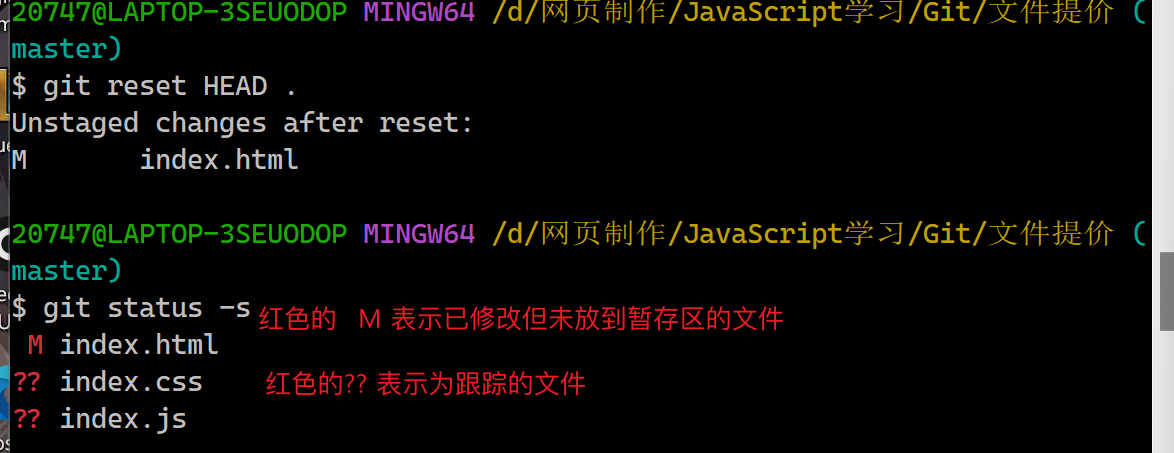 20747@LAPTOP-3SEUODOP MINGW64 /d/网页制作/JavaScript学习/Git/文件提价 (
master)
$ git reset HEAD .
Unstaged changes after reset:
M       index.html
20747@LAPTOP-3SEUODOP MINGW64 /d/网页制作/JavaScript学习/Git/文件提价 (
master)
$ git status -s 红色的 M 表示已修改但未放到暂存区的文件
 M index.html
?? index.css 红色的?? 表示为跟踪的文件
?? index.js